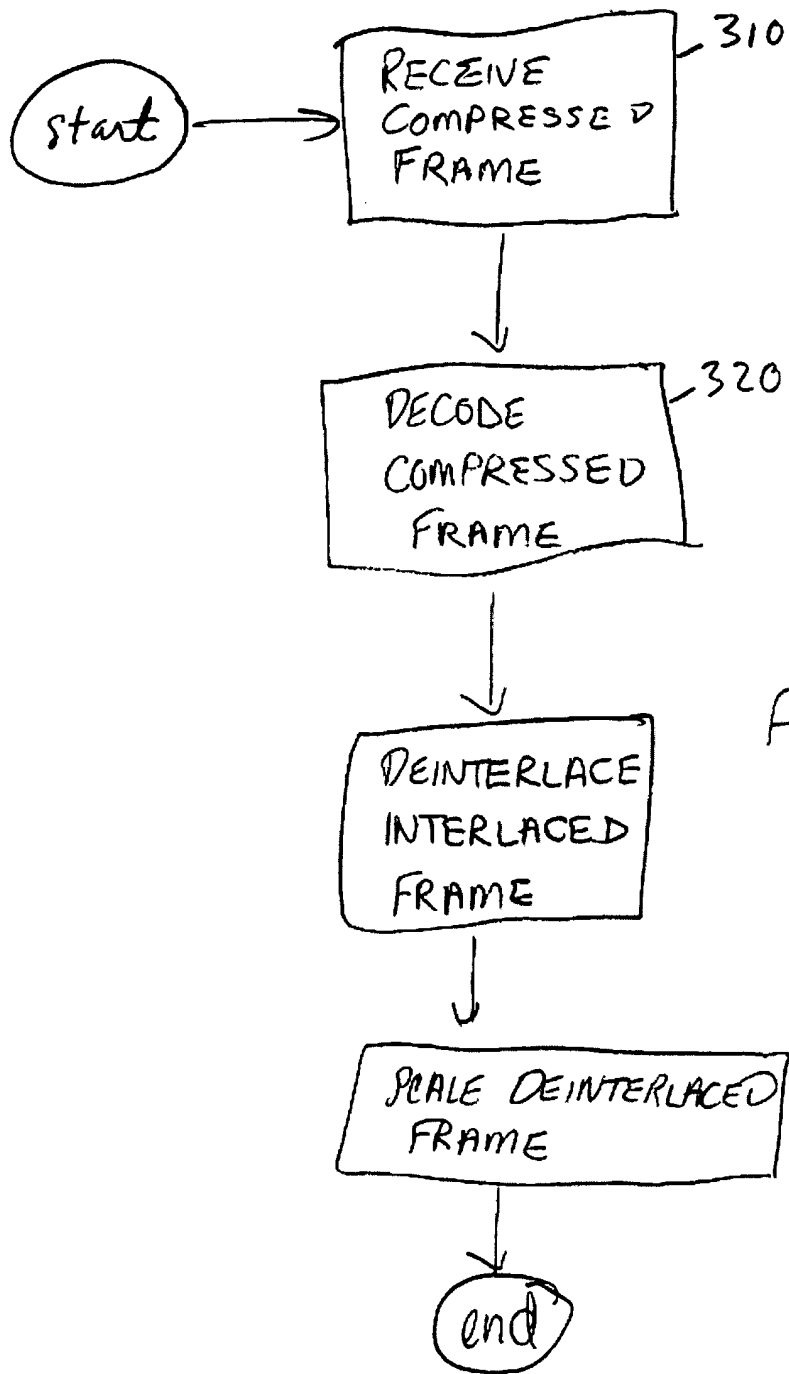 start
310
RECEIVE
COMPRESSED
FRAME
320
DECODE
COMPRESSED
FRAME
DEINTERLACE
INTERLACED
FRAME
SCALE DEINTERLACED
FRAME
end